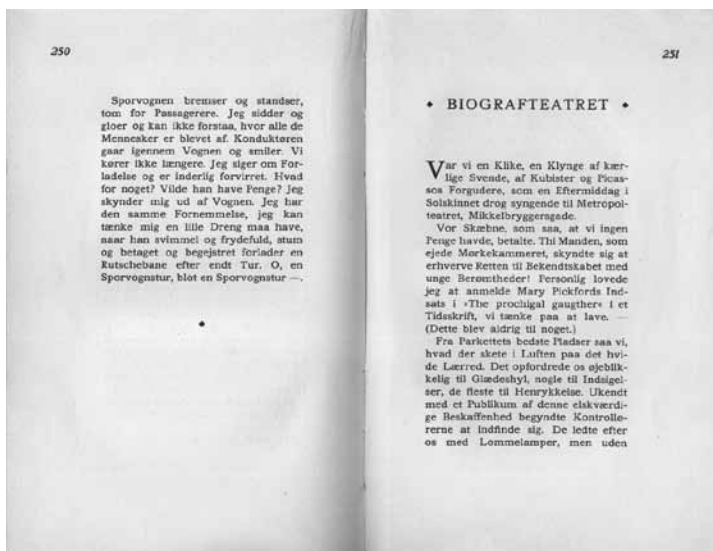 250
Sporvognen bremser og standser,
tom for Passagerere. Jeg sidder og
gloer og kan ikke forstaa, hvor alle de
Mennesker er blevet af. Konduktøren
gaar igennem Vognen og smiler. Vi
kører ikke længere. Jeg siger om For-
ladelse og er inderlig forvirret. Hvad
for noget? Vilde han have Penge? Jeg
skynder mig ud af Vognen. Jeg har
den samme Fornemmelse, jeg kan
tænke mig en lille Dreng maa have,
naar han svimmel og frydefuld, stum
og betaget og begejstret forlader en
Rutschebane efter endt Tur. O, en
Sporvognstur, blot en Sporvognstur —.
251
BIOGRAFTEATRET
Var vi en Klike, en Klynge af kær-
lige Svende, af Kubister og Picas-
sos Forgudere, som en Eftermiddag i
Solskinnet drog syngende til Metropol-
teatret, Mikkelbryggersgade.
Vor Skæbne, som saa, at vi ingen
Penge havde, betalte. Thi Manden, som
ejede Mørkekammeret, skyndte sig at
erhverve Retten til Bekendtskabet med
unge Berømtheder! Personlig lovede
jeg at anmelde Mary Pickfords Ind-
sats i »The prochigal gaugther« i et
Tidsskrift, vi tænke paa at lave. —
(Dette blev aldrig til noget.)
Fra Parkettets bedste Pladser saa vi,
hvad der skete i Luften paa det hvi-
de Lærred. Det opfordrede os øjeblik-
kelig til Glædeshyl, nogle til Indsigel-
ser, de fleste til Henrykkelse. Ukendt
med et Publikum af denne elskværdi-
ge Beskaffenhed begyndte Kontrolle-
rerne at indfinde sig. De ledte efter
os med Lommelamper, men uden